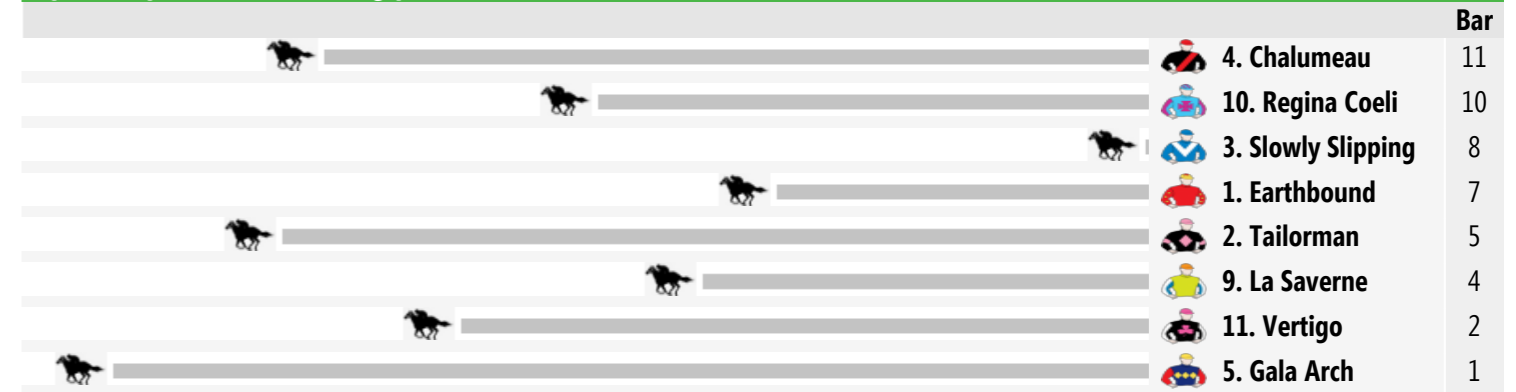 Bar
4. Chalumeau 11
10. Regina Coeli 10
3. Slowly Slipping 8
1. Earthbound 7
2. Tailorman 5
9. La Saverne 4
11. Vertigo 2
5. Gala Arch 1